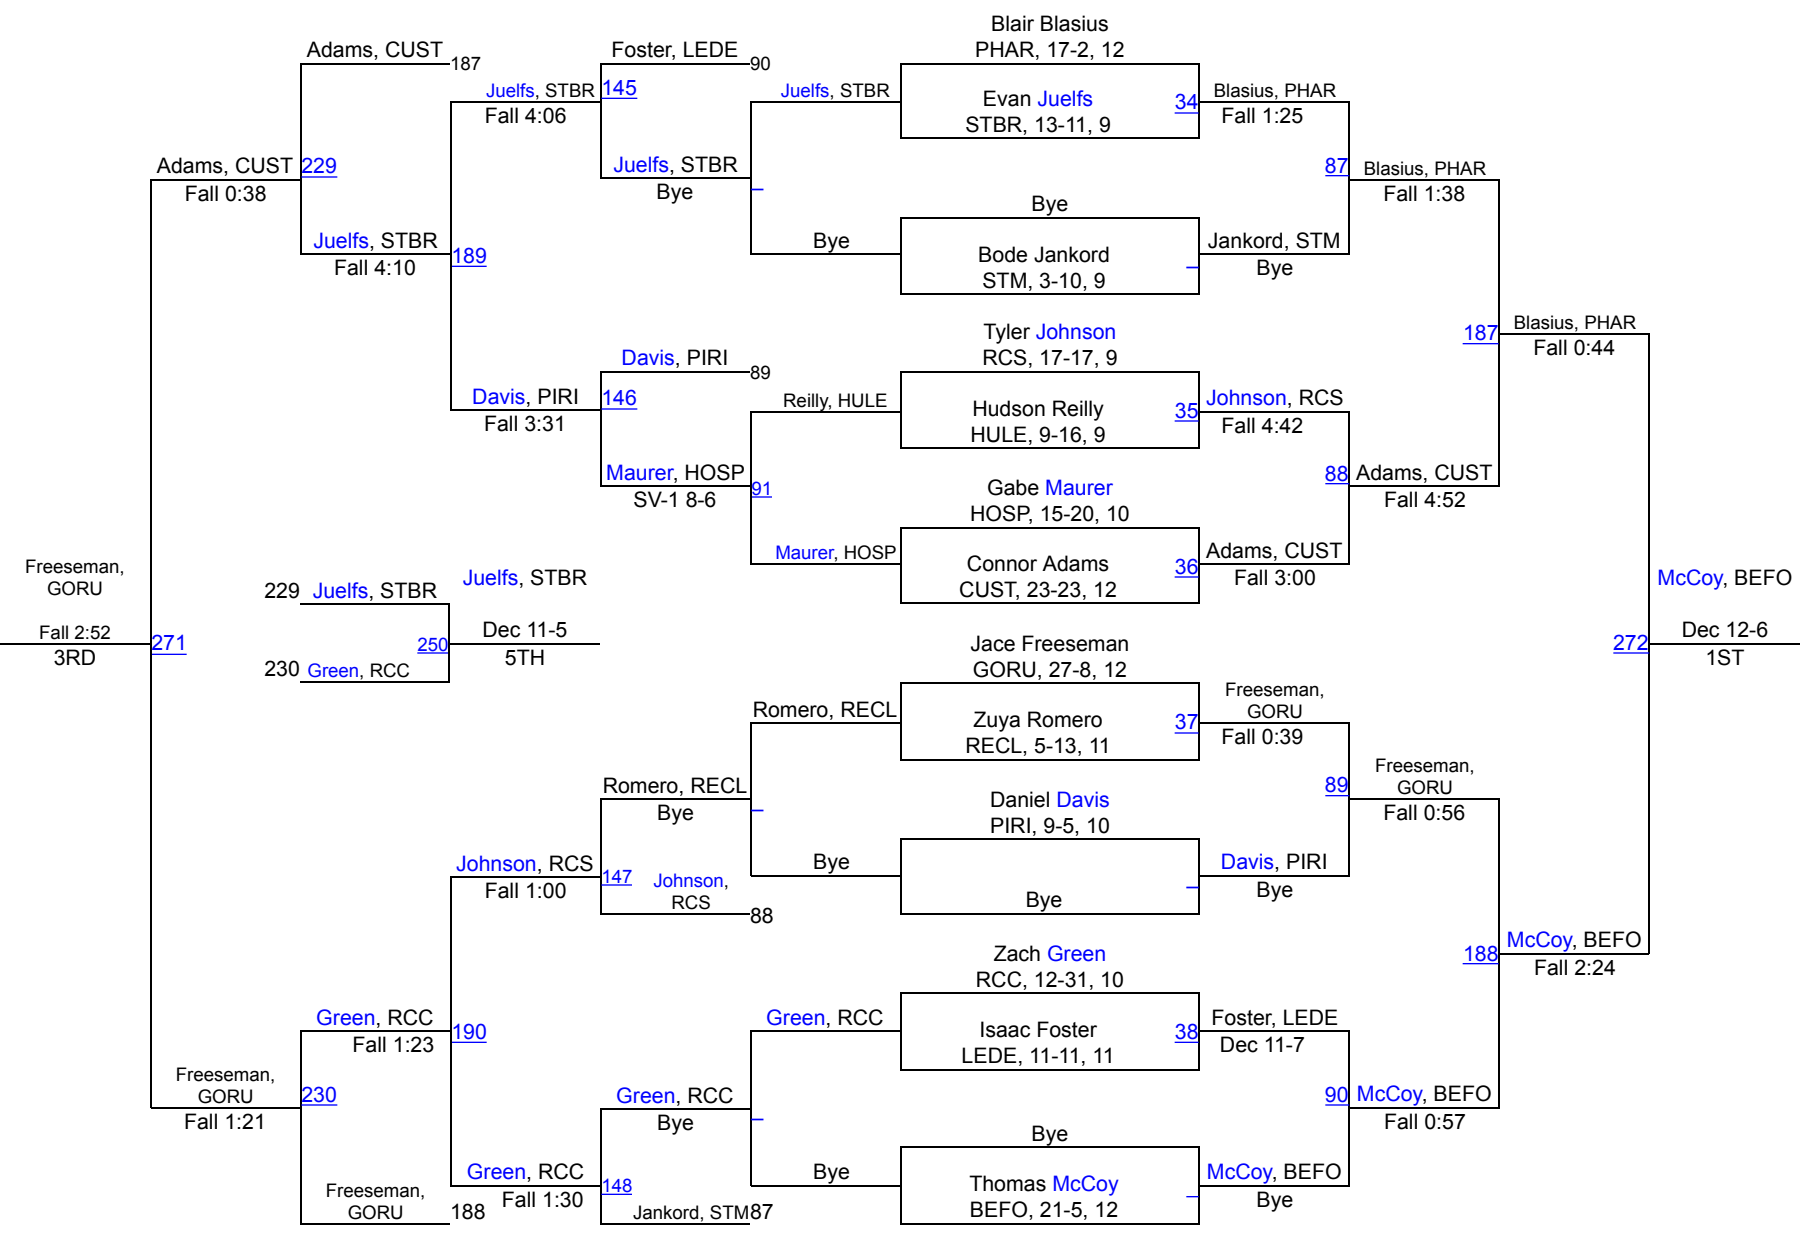 Blair Blasius
PHAR, 17-2, 12
Adams, CUST
187
Foster, LEDE
90
Juelfs, STBR
145
Fall 4:06
Juelfs, STBR
Evan Juelfs
STBR, 13-11, 9
34
Blasius, PHAR
Fall 1:25
Adams, CUST
229
Fall 0:38
Juelfs, STBR
Bye
87
Blasius, PHAR
Fall 1:38
Bye
Juelfs, STBR
Fall 4:10
189
Bye
Bode Jankord
STM, 3-10, 9
Jankord, STM
Bye
Tyler Johnson
RCS, 17-17, 9
187
Blasius, PHAR
Fall 0:44
Davis, PIRI
89
Davis, PIRI
146
Fall 3:31
Reilly, HULE
Hudson Reilly
HULE, 9-16, 9
35
Johnson, RCS
Fall 4:42
Maurer, HOSP
SV-1 8-6
91
Gabe Maurer
HOSP, 15-20, 10
88
Adams, CUST
Fall 4:52
Maurer, HOSP
Connor Adams
CUST, 23-23, 12
36
Adams, CUST
Fall 3:00
Freeseman,
GORU
Fall 2:52
3RD
271
229
Juelfs, STBR
Juelfs, STBR
250
Dec 11-5
5TH
230
Green, RCC
McCoy, BEFO
272
Dec 12-6
1ST
Jace Freeseman
GORU, 27-8, 12
Romero, RECL
Zuya Romero
RECL, 5-13, 11
37
Freeseman,
GORU
Fall 0:39
Romero, RECL
Bye
Daniel Davis
PIRI, 9-5, 10
89
Freeseman,
GORU
Fall 0:56
Johnson, RCS
Fall 1:00
147
Johnson,
RCS
88
Bye
Bye
Davis, PIRI
Bye
Zach Green
RCC, 12-31, 10
188
McCoy, BEFO
Fall 2:24
Green, RCC
Fall 1:23
190
Green, RCC
Isaac Foster
LEDE, 11-11, 11
38
Foster, LEDE
Dec 11-7
Freeseman,
GORU
Fall 1:21
230
Green, RCC
Bye
90
McCoy, BEFO
Fall 0:57
Bye
Green, RCC
Fall 1:30
148
Bye
Thomas McCoy
BEFO, 21-5, 12
McCoy, BEFO
Bye
Freeseman,
GORU
188
Jankord, STM
87